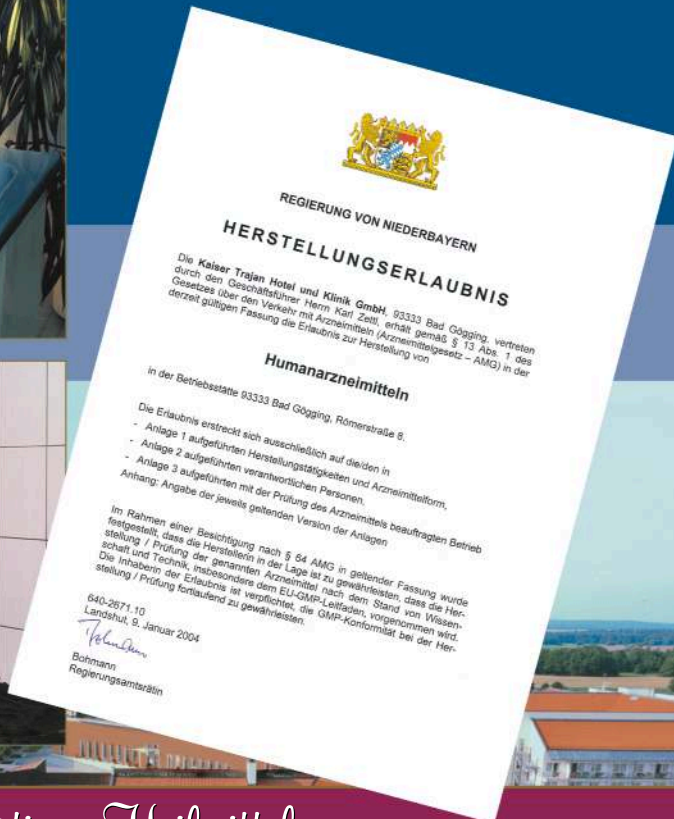 REGIERUNG VON NIEDERBAYERN
HERSTELLUNGSERLAUBNIS
Die Kaiser Trajan Hotel und Klinik GmbH, 93333 Bad Gögging, vertreten
durch den Geschäftsführer Herrn Karl Zettl, erhält gemäß § 13 Abs. 1 des
Gesetzes über den Verkehr mit Arzneimitteln (Arzneimittelgesetz – AMG) in der
derzeit gültigen Fassung die Erlaubnis zur Herstellung von
Humanarzneimitteln
in der Betriebsstätte 93333 Bad Gögging, Römerstraße 8.
Die Erlaubnis erstreckt sich ausschließlich auf die/den in
- Anlage 1 aufgeführten Herstellungstätigkeiten und Arzneimittelform,
- Anlage 2 aufgeführten verantwortlichen Personen,
- Anlage 3 aufgeführten mit der Prüfung des Arzneimittels beauftragten Betrieb
Anhang: Angabe der jeweils geltenden Version der Anlagen
Im Rahmen einer Besichtigung nach § 64 AMG in geltender Fassung wurde
festgestellt, dass die Herstellerin in der Lage ist zu gewährleisten, dass die Her-
stellung / Prüfung der genannten Arzneimittel nach dem Stand von Wissen-
schaft und Technik, insbesondere dem EU-GMP-Leitfaden, vorgenommen wird.
Die Inhaberin der Erlaubnis ist verpflichtet, die GMP-Konformität bei der Her-
stellung / Prüfung fortlaufend zu gewährleisten.
640-2671.10
Landshut, 9. Januar 2004
Bohmann
Regierungsamtsrätin